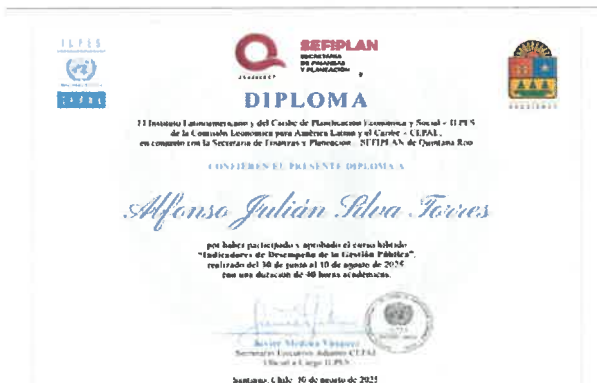 ILPES
CEPAL
SEFIPLAN
SECRETARÍA
DE FINANZAS
Y PLANEACIÓN
DIPLOMA
El Instituto Latinoamericano y del Caribe de Planificación Económica y Social - ILPES
de la Comisión Económica para América Latina y el Caribe - CEPAL,
en conjunto con la Secretaría de Finanzas y Planeación - SEFIPLAN de Quintana Roo
CONFIEREN EL PRESENTE DIPLOMA A
Alfonso Julián Silva Torres
por haber participado y aprobado el curso híbrido
"Indicadores de Desempeño de la Gestión Pública",
realizado del 30 de junio al 10 de agosto de 2025
con una duración de 40 horas académicas.
Javier Medina Vásquez
Secretario Ejecutivo Adjunto CEPAL
Oficial a Cargo ILPES
Santiago, Chile 30 de agosto de 2025